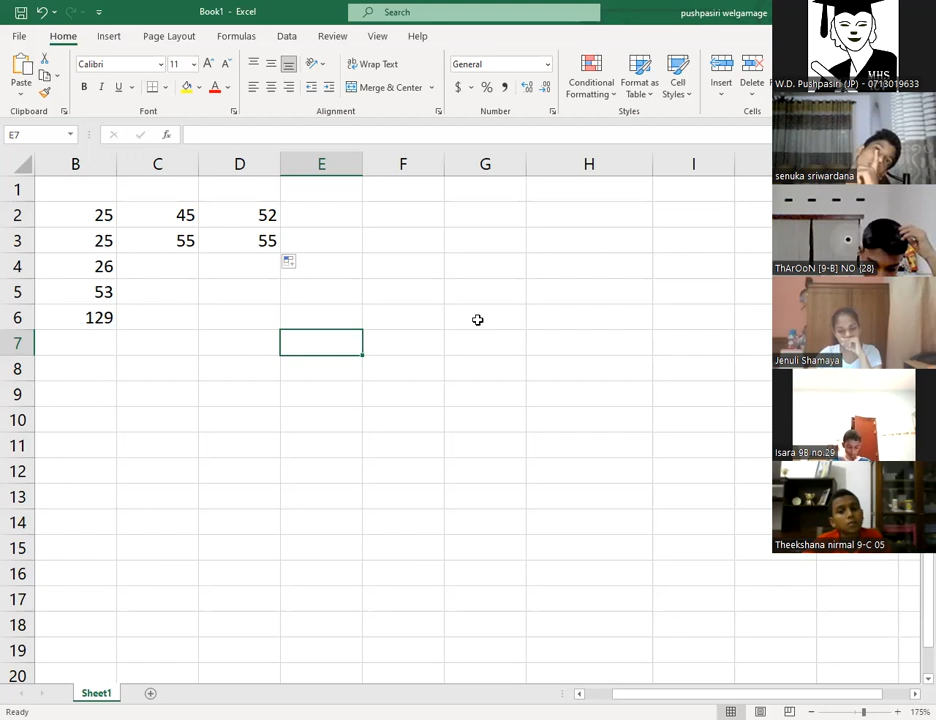 Book1 - Excel
Search
pushpasiri welgamage
File Home Insert Page Layout Formulas Data Review View Help
Calibri 11 Wrap Text General
Paste B I U Merge & Center $ % Conditional Formatting Format as Table Cell Styles Insert Delete
Clipboard Font Alignment Number Styles Cells
E7 fx
B C D E F G H I
1
2 25 45 52
3 25 55 55
4 26
5 53
6 129
7
8
9
10
11
12
13
14
15
16
17
18
19
20
Sheet1
Ready 175%
MHS
W.D. Pushpasiri (JP) - 0713019633
senuka sriwardana
ThArOoN [9-B] NO {28}
Jenuli Shamaya
Isara 9B no.29
Theekshana nirmal 9-C 05